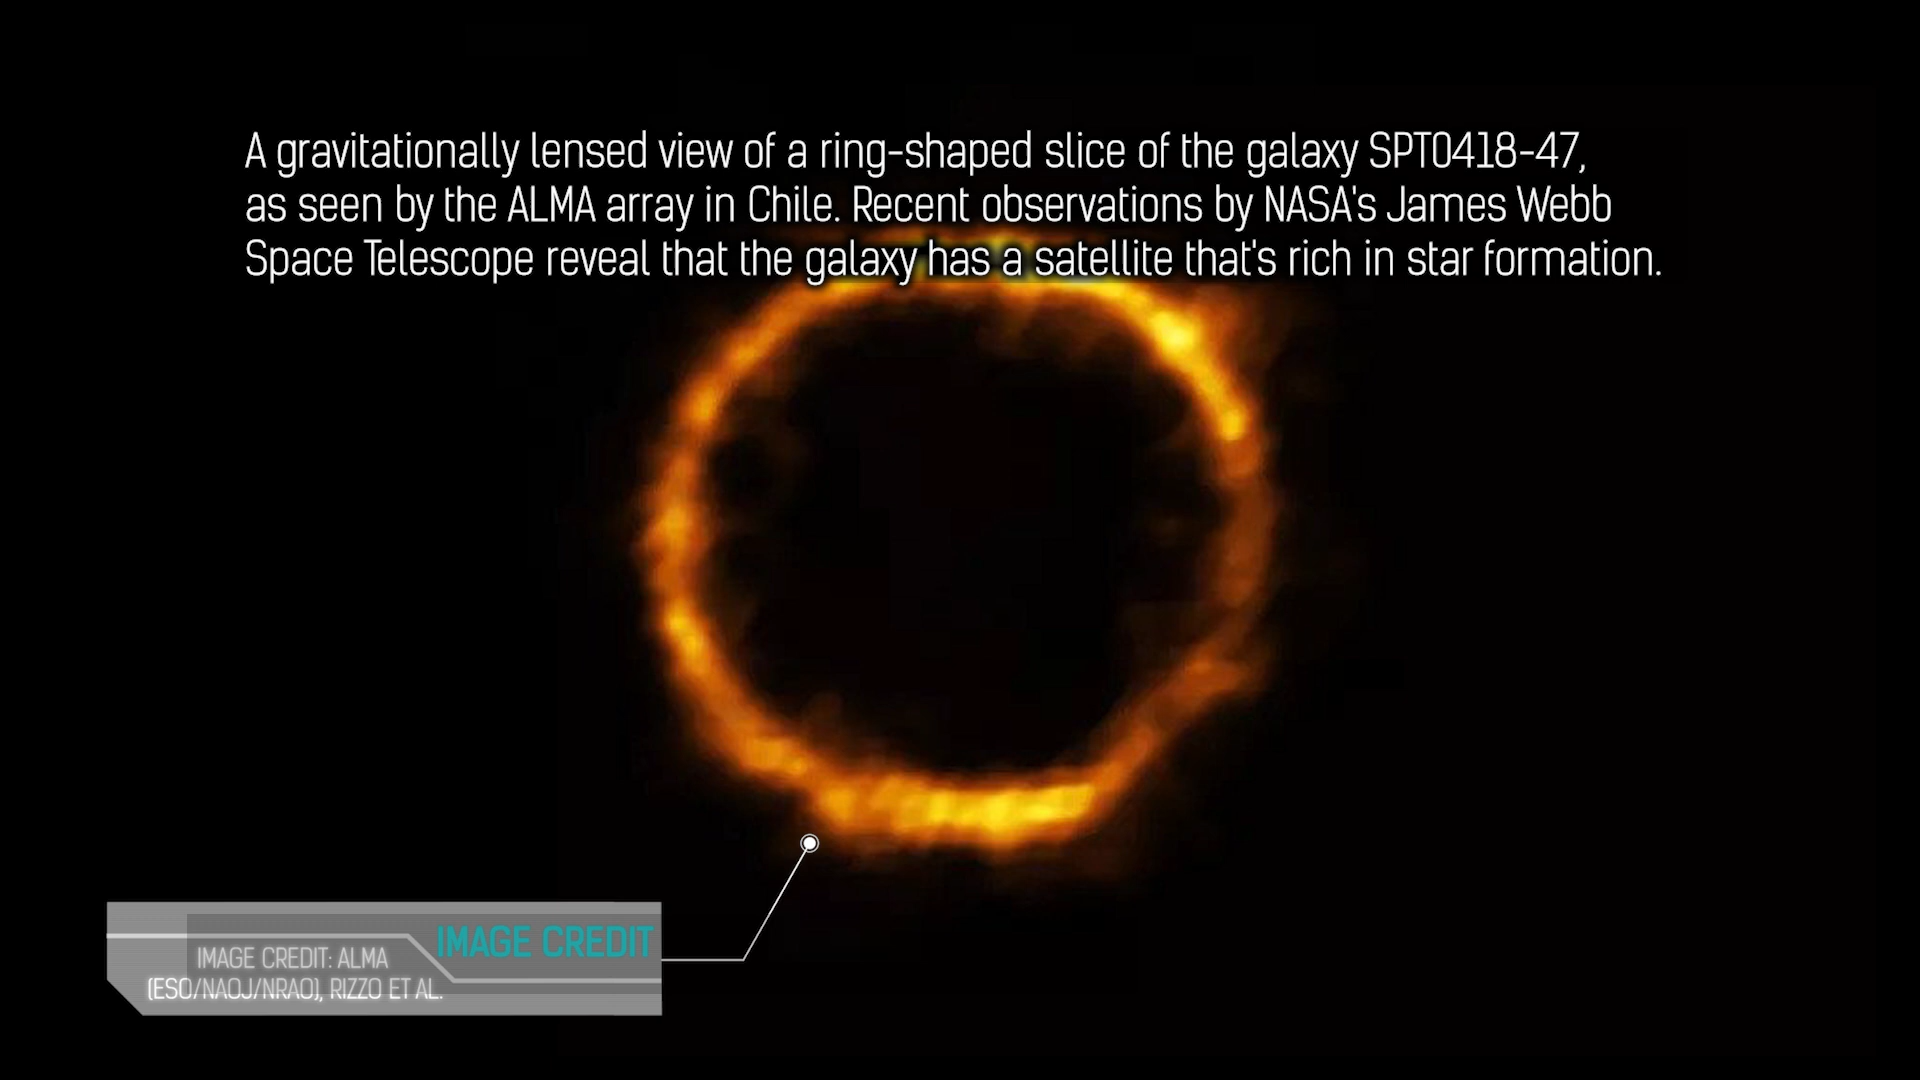 A gravitationally lensed view of a ring-shaped slice of the galaxy SPT0418-47,
as seen by the ALMA array in Chile. Recent observations by NASA's James Webb
Space Telescope reveal that the galaxy has a satellite that's rich in star formation.
IMAGE CREDIT
IMAGE CREDIT: ALMA
(ESO/NAOJ/NRAO), RIZZO ET AL.